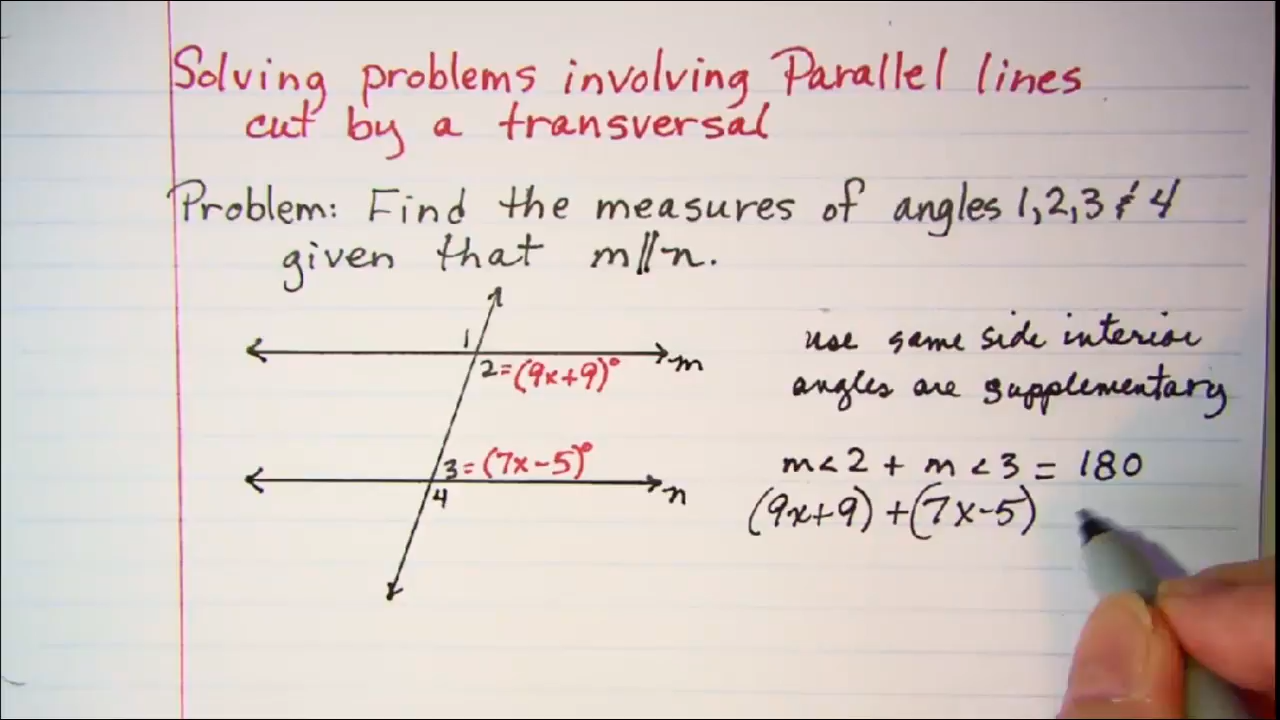 Solving problems involving Parallel lines
cut by a transversal
Problem: Find the measures of angles 1, 2, 3 & 4
given that m//n.
1
m
2=(9x+9)°
3=(7x-5)°
4
n
use same side interior
angles are supplementary
m<2 + m<3 = 180
(9x+9) +(7x-5)